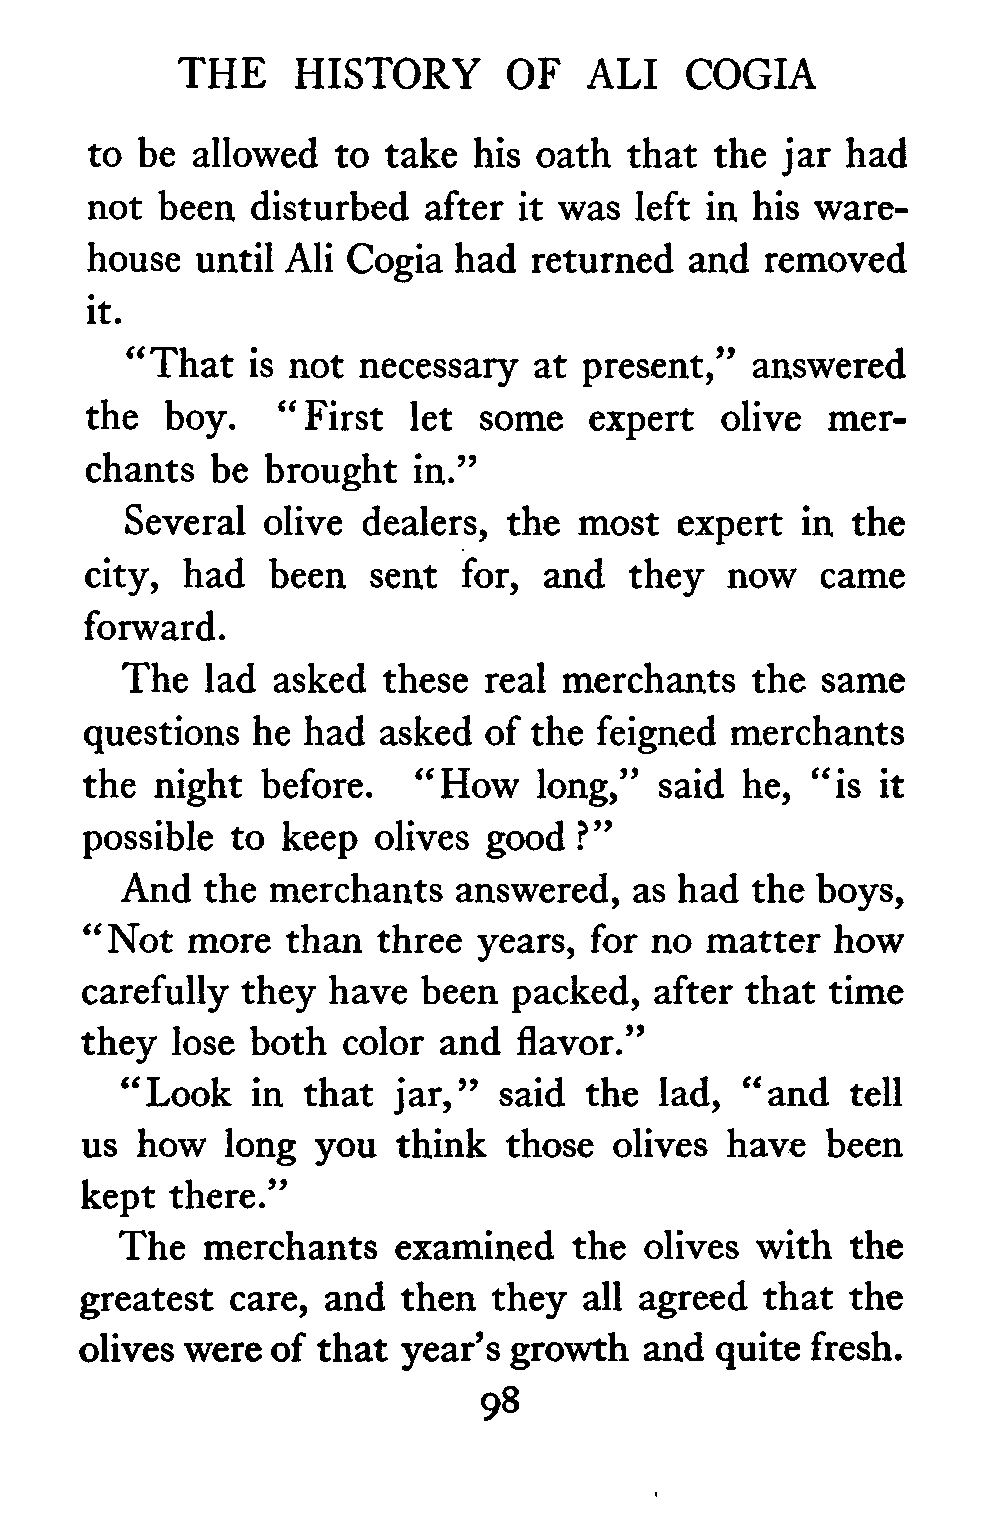 THE HISTORY OF ALI COGIA
to be allowed to take his oath that the jar had
not been disturbed after it was left in his ware-
house until Ali Cogia had returned and removed
it.
“That is not necessary at present,” answered
the boy. “First let some expert olive mer-
chants be brought in.”
Several olive dealers, the most expert in the
city, had been sent for, and they now came
forward.
The lad asked these real merchants the same
questions he had asked of the feigned merchants
the night before. “How long,” said he, “is it
possible to keep olives good ?”
And the merchants answered, as had the boys,
“Not more than three years, for no matter how
carefully they have been packed, after that time
they lose both color and flavor.”
“Look in that jar,” said the lad, “and tell
us how long you think those olives have been
kept there.”
The merchants examined the olives with the
greatest care, and then they all agreed that the
olives were of that year’s growth and quite fresh.
98